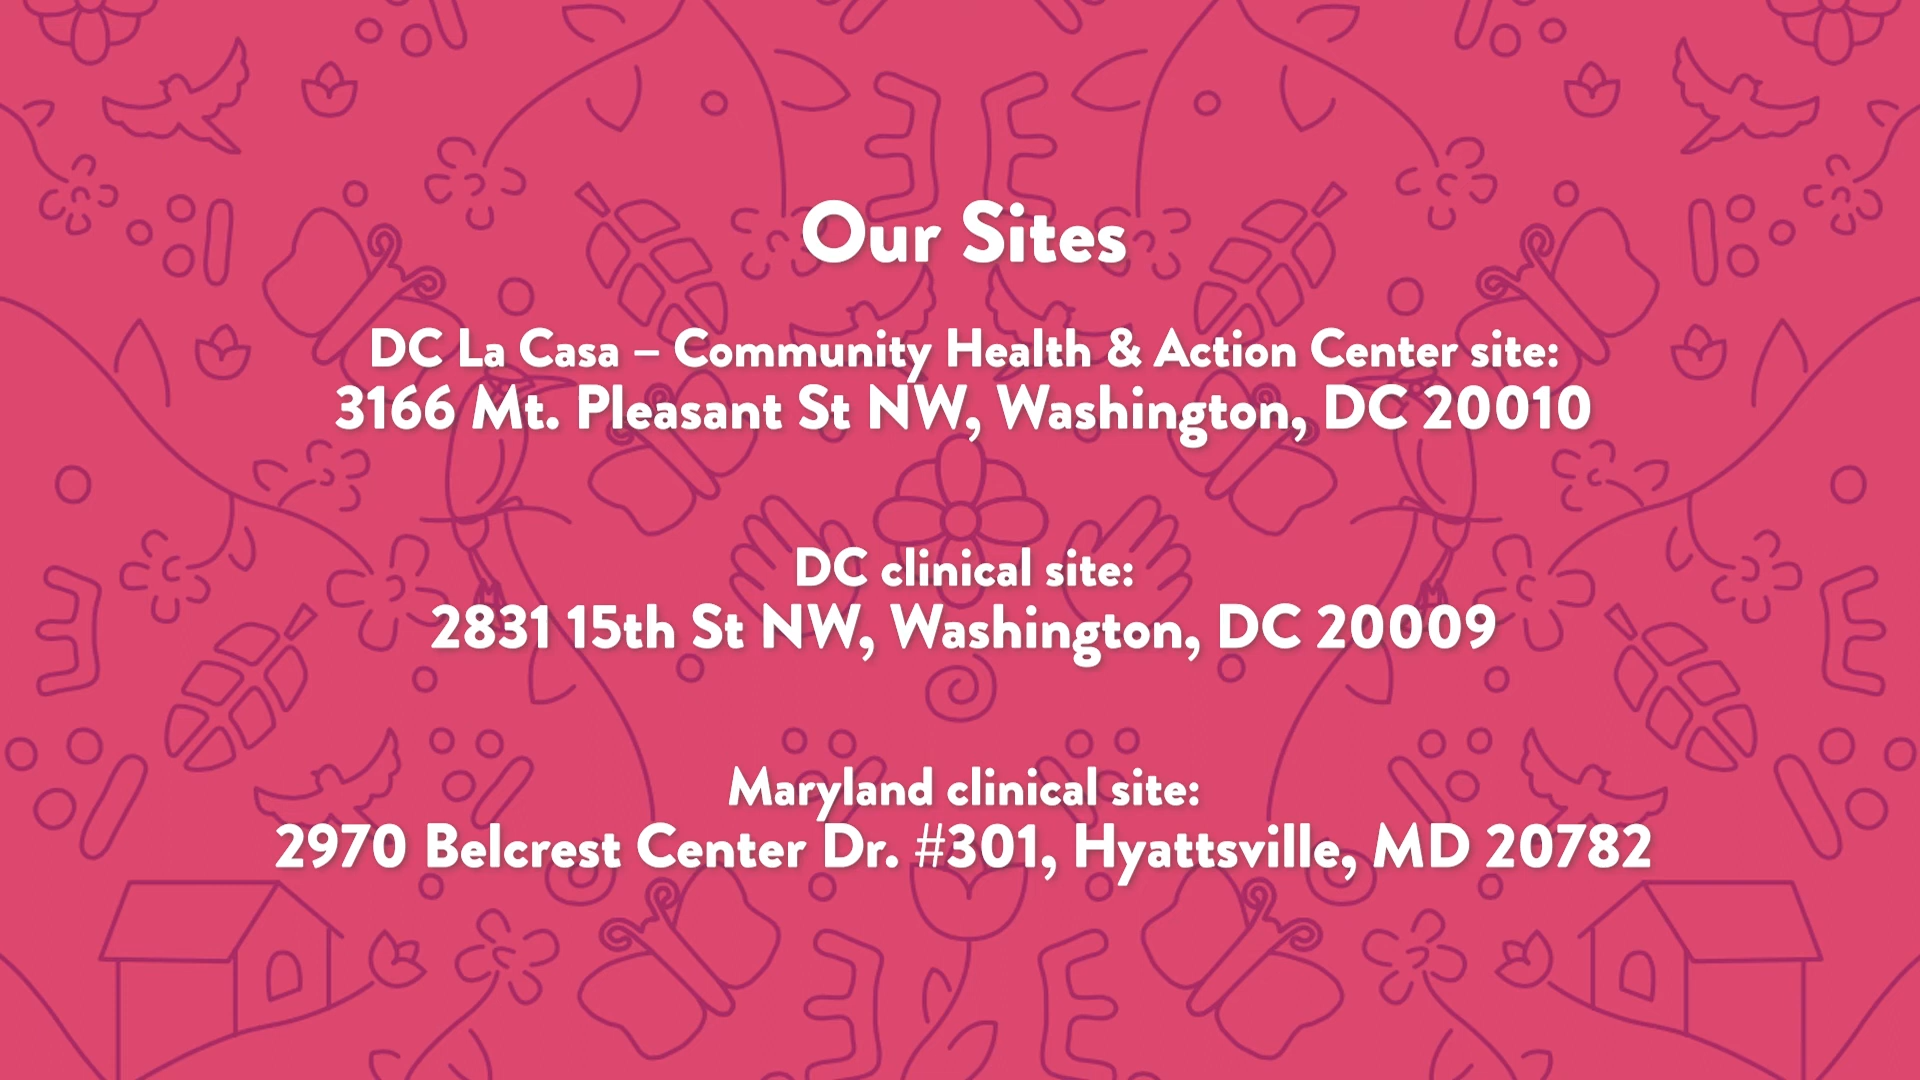 Our Sites
DC La Casa – Community Health & Action Center site:
3166 Mt. Pleasant St NW, Washington, DC 20010
DC clinical site:
2831 15th St NW, Washington, DC 20009
Maryland clinical site:
2970 Belcrest Center Dr. #301, Hyattsville, MD 20782